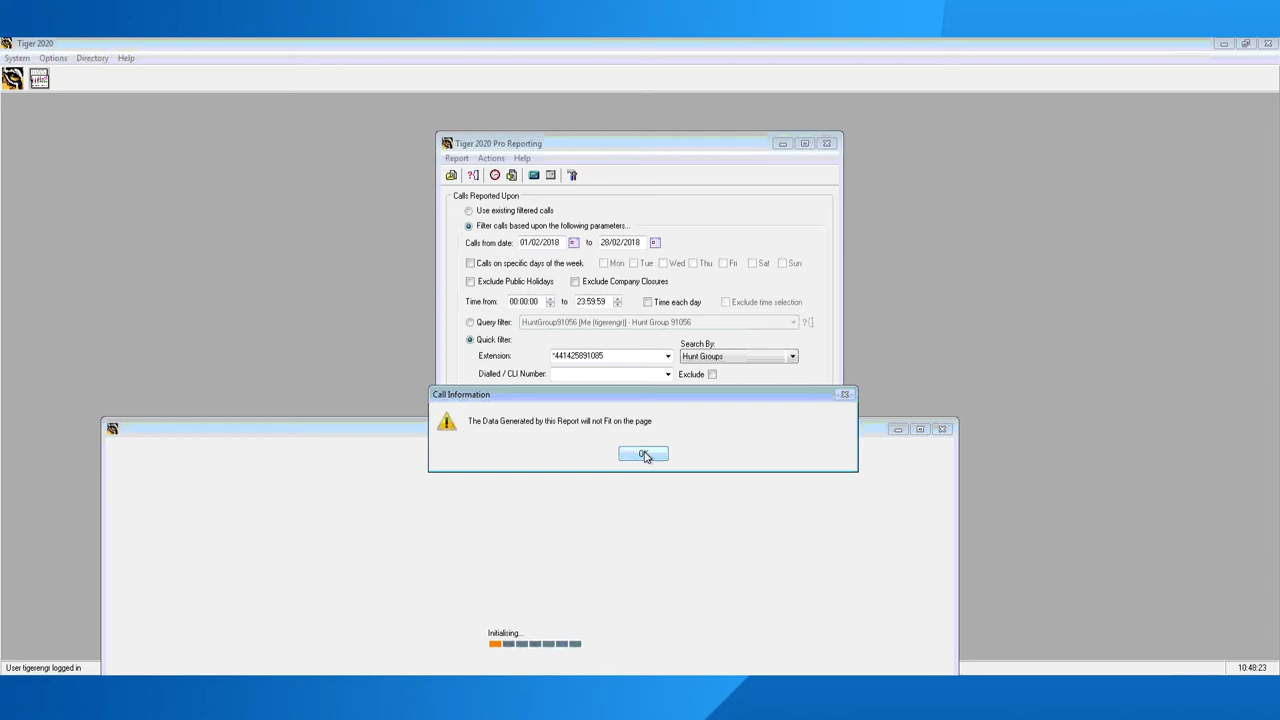 Tiger 2020
System Options Directory Help
Tiger 2020 Pro Reporting
Report Actions Help
Calls Reported Upon
Use existing filtered calls
Filter calls based upon the following parameters...
Calls from date: 01/02/2018 to 28/02/2018
Calls on specific days of the week Mon Tue Wed Thu Fri Sat Sun
Exclude Public Holidays Exclude Company Closures
Time from: 00:00:00 to 23:59:59 Time each day Exclude time selection
Query filter: HuntGroup91056 [Me (tigerengr)] - Hunt Group 91056
Quick filter: Search By:
Extension: *441425891085 Hunt Groups
Dialled / CLI Number: Exclude
Call Information
The Data Generated by this Report will not Fit on the page
OK
Initialising...
User tigerengr logged in 10:48:23